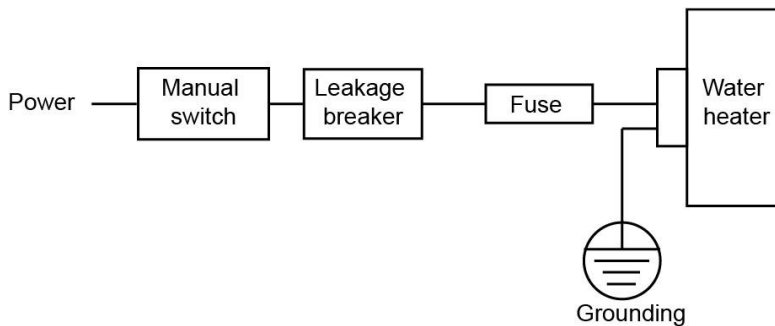 Power
Manual
switch
Leakage
breaker
Fuse
Water
heater
Grounding